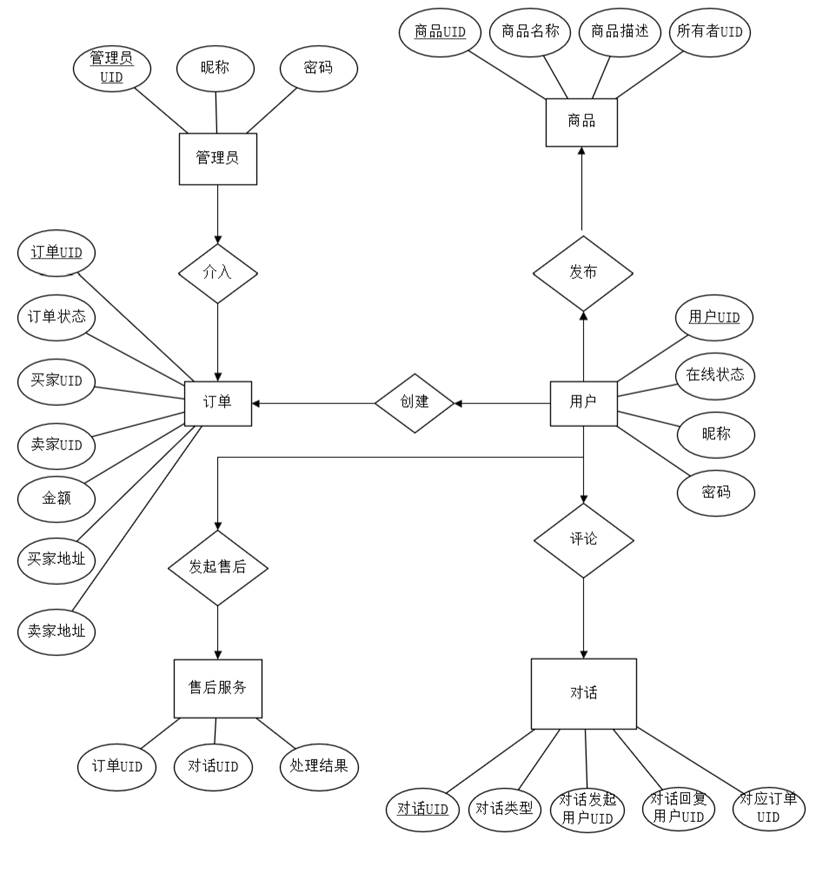 商品UID
商品名称
商品描述
所有者UID
管理员
UID
昵称
密码
商品
管理员
订单UID
介入
发布
订单状态
用户UID
买家UID
在线状态
订单
创建
用户
卖家UID
昵称
金额
密码
买家地址
发起售后
评论
卖家地址
售后服务
对话
订单UID
对话UID
处理结果
对话UID
对话类型
对话发起
用户UID
对话回复
用户UID
对应订单
UID